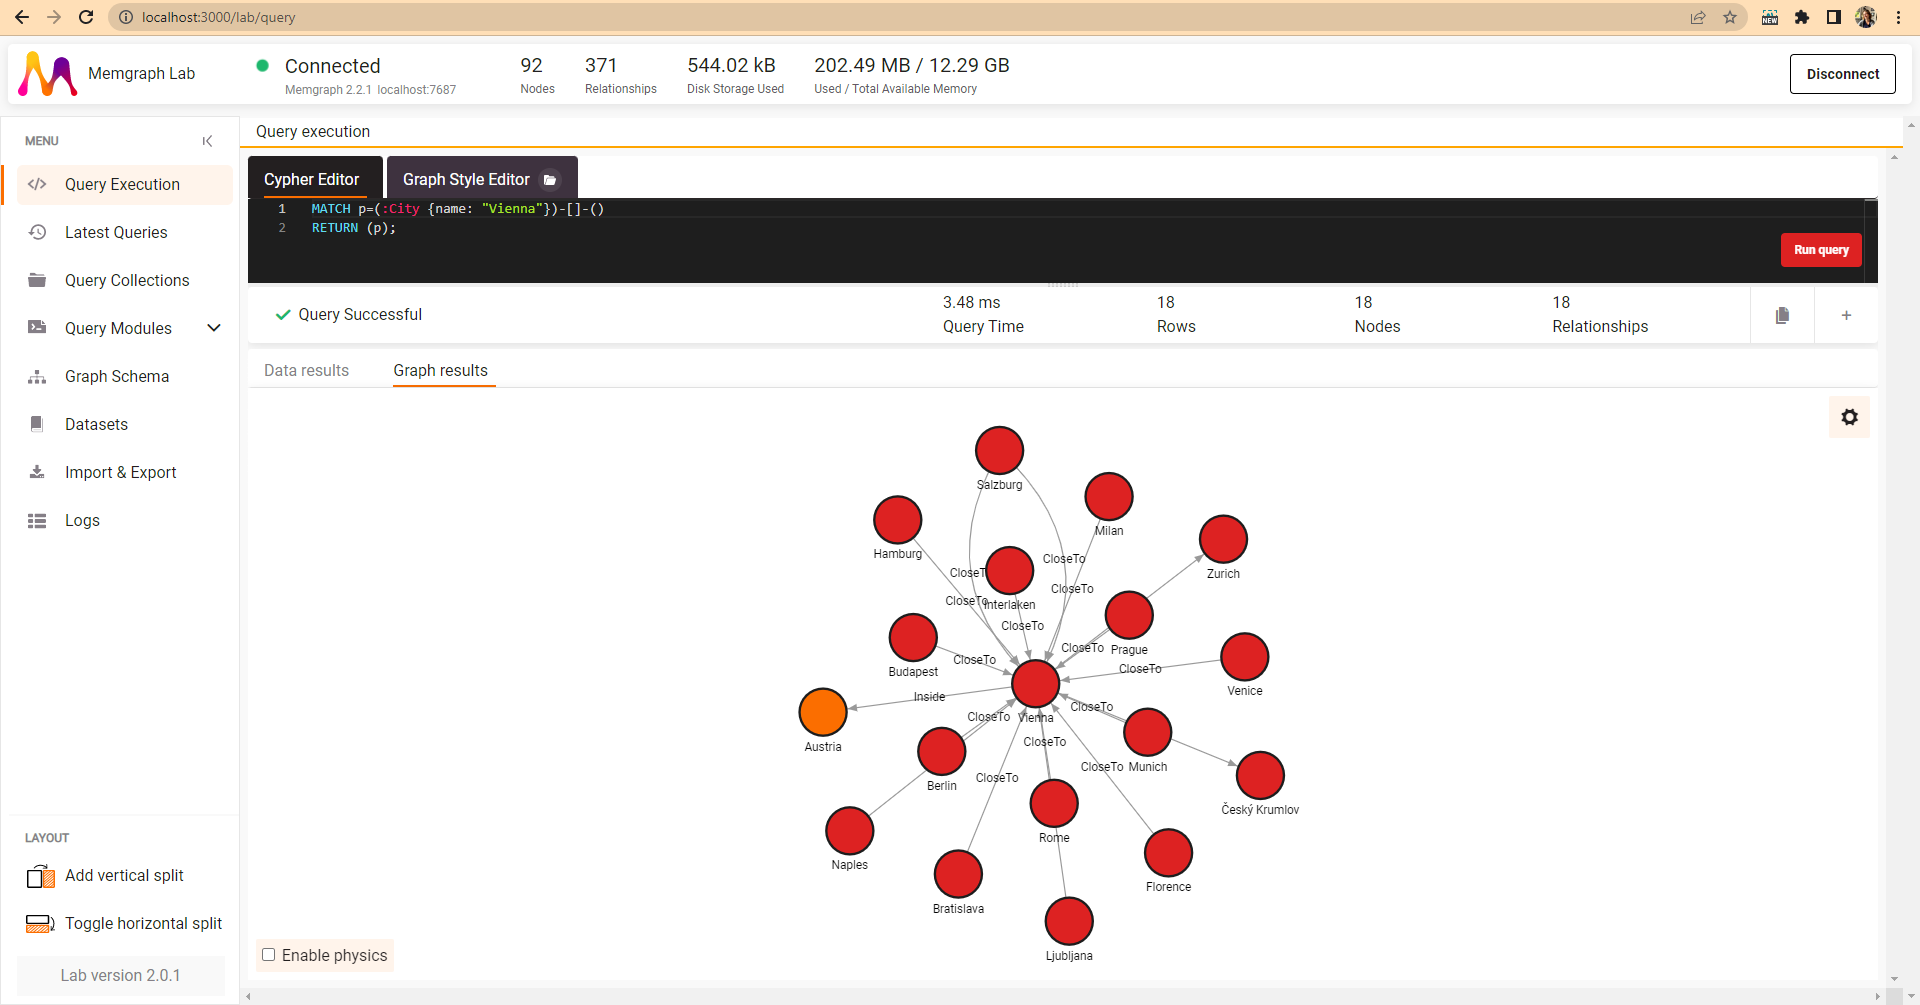 localhost:3000/lab/query
NEW
Memgraph Lab
Connected
Memgraph 2.2.1 localhost:7687
92
Nodes
371
Relationships
544.02 kB
Disk Storage Used
202.49 MB / 12.29 GB
Used / Total Available Memory
Disconnect
MENU
Query Execution
Latest Queries
Query Collections
Query Modules
Graph Schema
Datasets
Import & Export
Logs
LAYOUT
Add vertical split
Toggle horizontal split
Lab version 2.0.1
Query execution
Cypher Editor
Graph Style Editor
1 MATCH p=(:City {name: "Vienna"})-[]-()
2 RETURN (p);
Run query
Query Successful
3.48 ms
Query Time
18
Rows
18
Nodes
18
Relationships
+
Data results
Graph results
Salzburg
Milan
Hamburg
CloseTo
Zurich
CloseT
CloseTo
CloseTo
Interlaken
CloseTo
CloseTo
Prague
CloseTo
Budapest
CloseTo
Venice
Inside
CloseTo
CloseTo
Vienna
Austria
CloseTo
CloseTo
Munich
CloseTo
Berlin
Český Krumlov
Rome
Naples
Florence
Bratislava
Ljubljana
Enable physics